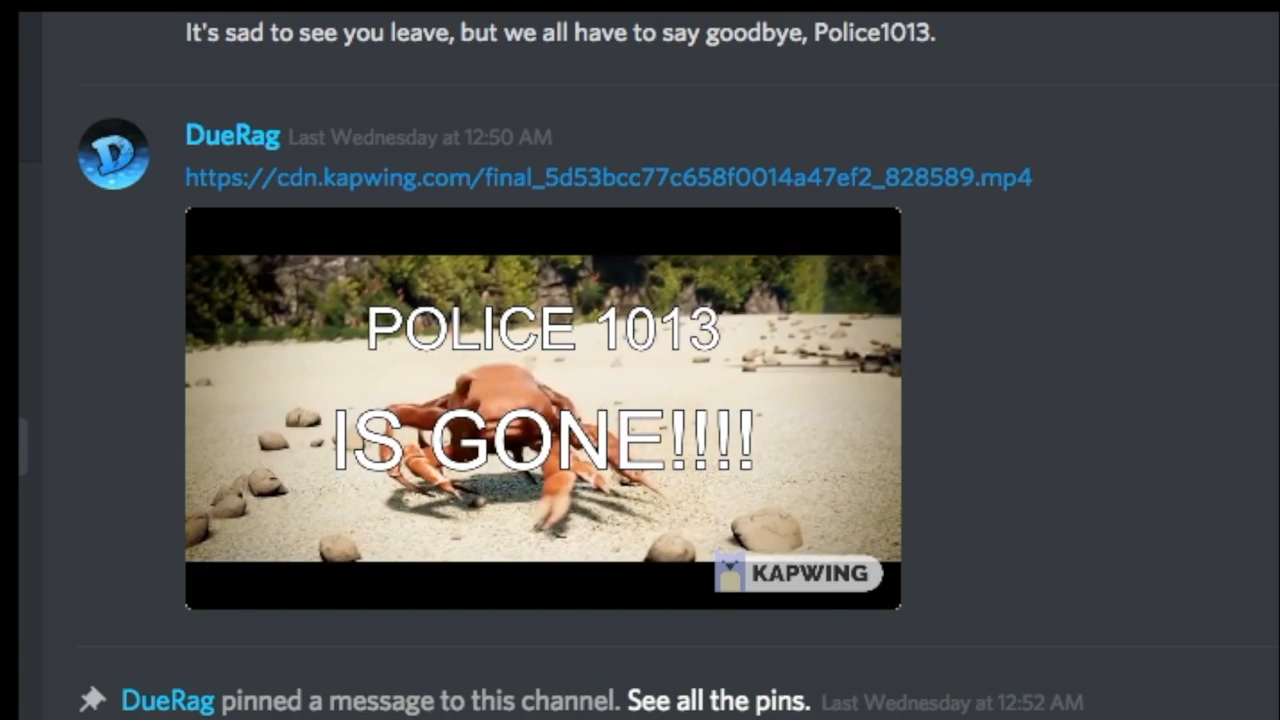 It's sad to see you leave, but we all have to say goodbye, Police1013.
D
DueRag Last Wednesday at 12:50 AM
https://cdn.kapwing.com/final_5d53bcc77c658f0014a47ef2_828589.mp4
POLICE 1013
IS GONE!!!!
KAPWING
DueRag pinned a message to this channel. See all the pins. Last Wednesday at 12:52 AM